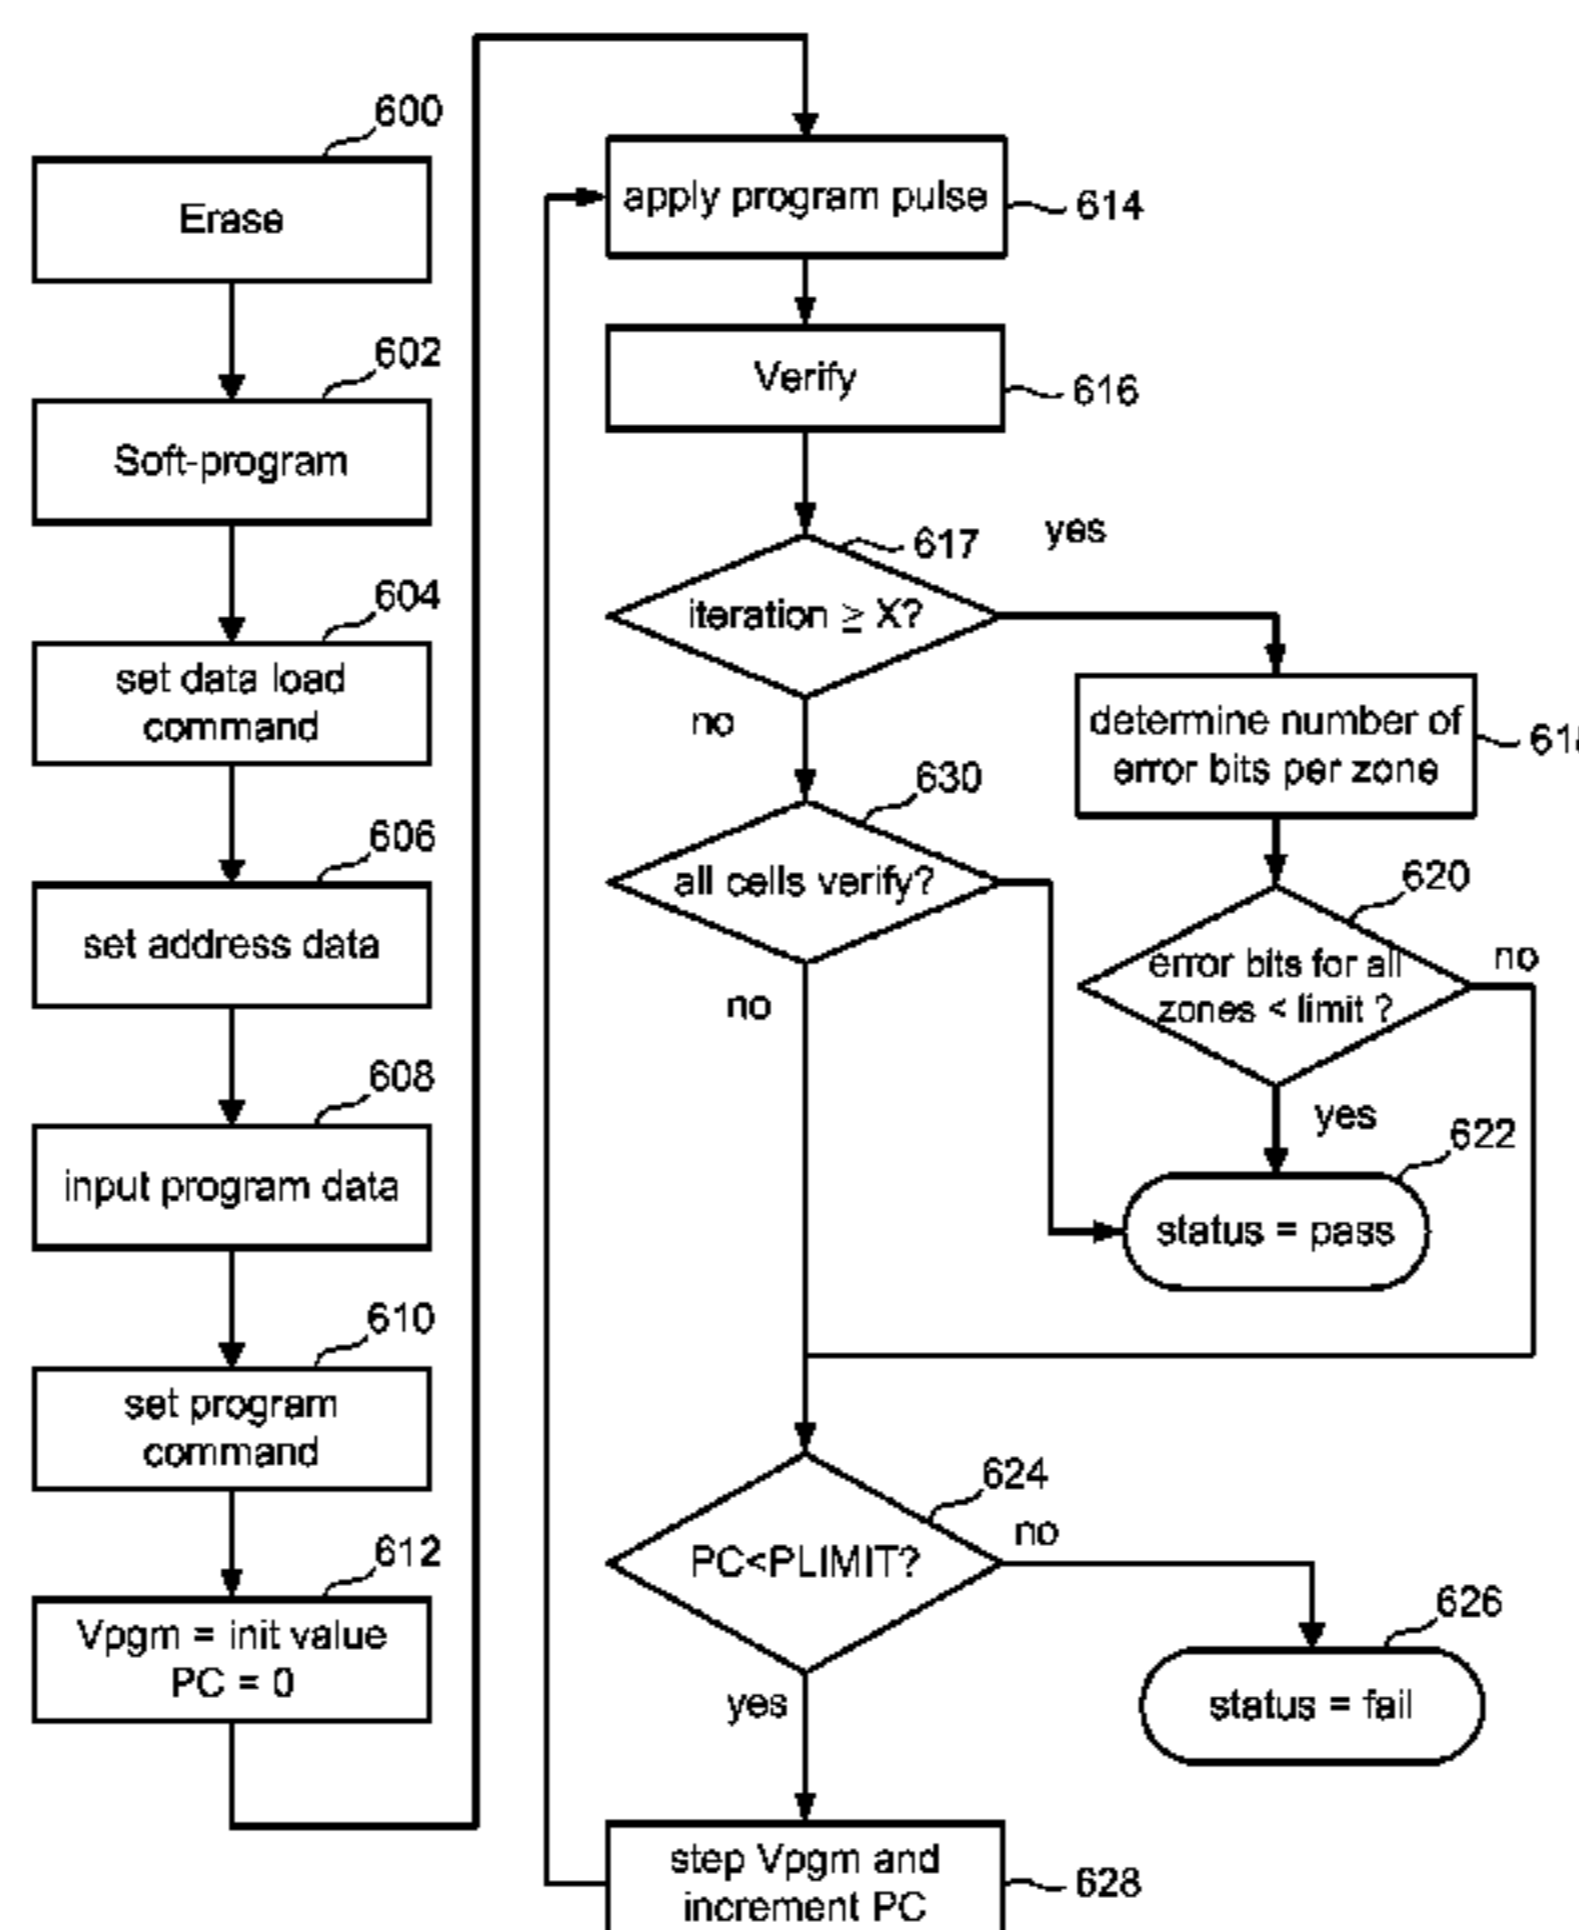 600
Erase
602
Soft-program
604
set data load
command
606
set address data
608
input program data
610
set program
command
612
Vpgm = init value
PC = 0
apply program pulse
614
Verify
616
617
yes
iteration ≥ X?
no
determine number of
error bits per zone
630
all cells verify?
no
620
error bits for all
zones < limit ?
no
yes
622
status = pass
624
PC<PLIMIT?
no
yes
626
status = fail
step Vpgm and
increment PC
628